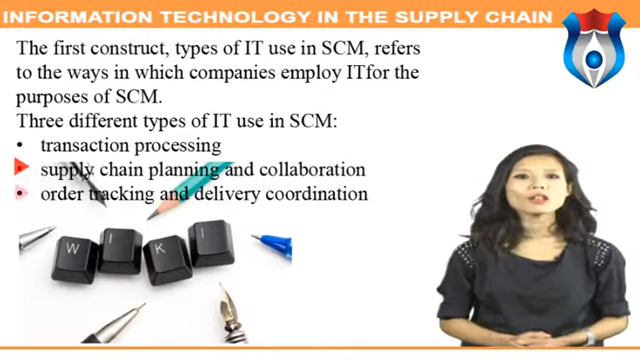 INFORMATION TECHNOLOGY IN THE SUPPLY CHAIN
The first construct, types of IT use in SCM, refers
to the ways in which companies employ ITfor the
purposes of SCM.
Three different types of IT use in SCM:
• transaction processing
• supply chain planning and collaboration
• order tracking and delivery coordination
W I K I